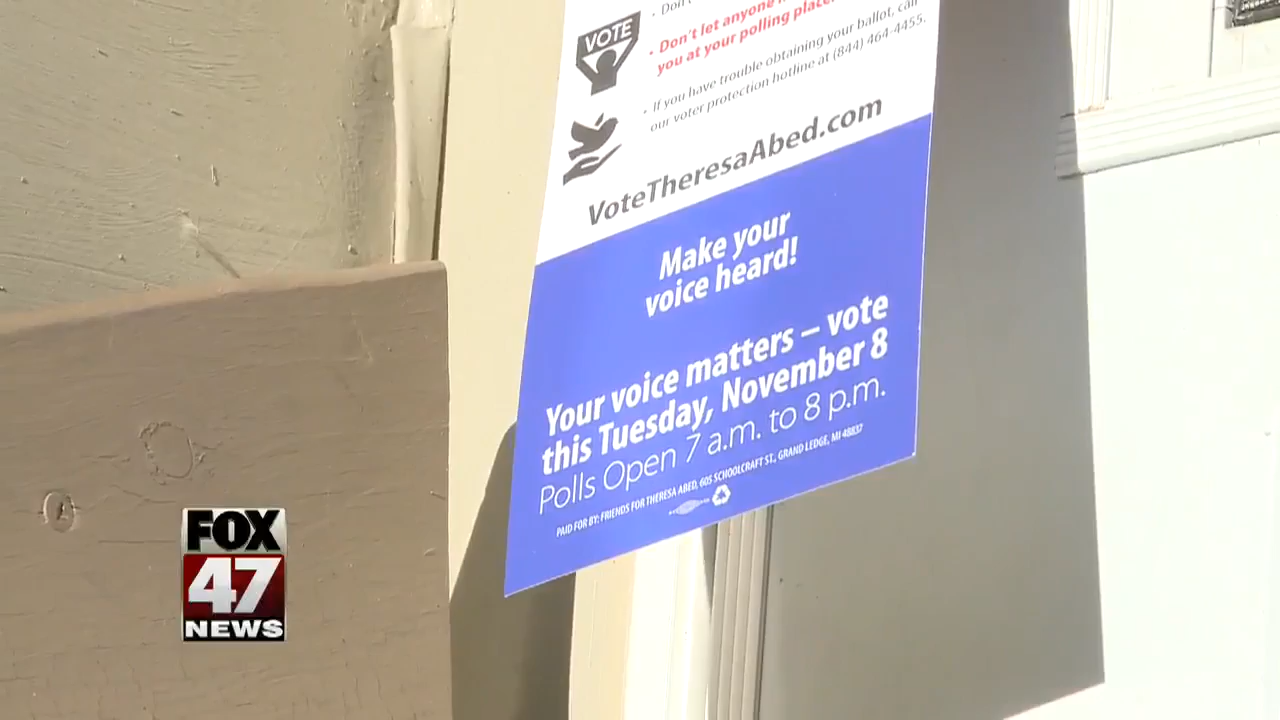 VOTE
• Don't
• Don't let anyone
you at your polling place.
• If you have trouble obtaining your ballot, call
our voter protection hotline at (844) 464-4455.
VoteTheresaAbed.com
Make your
voice heard!
Your voice matters – vote
this Tuesday, November 8
Polls Open 7 a.m. to 8 p.m.
PAID FOR BY: FRIENDS FOR THERESA ABED, 605 SCHOOLCRAFT ST., GRAND LEDGE, MI 48837
FOX
47
NEWS